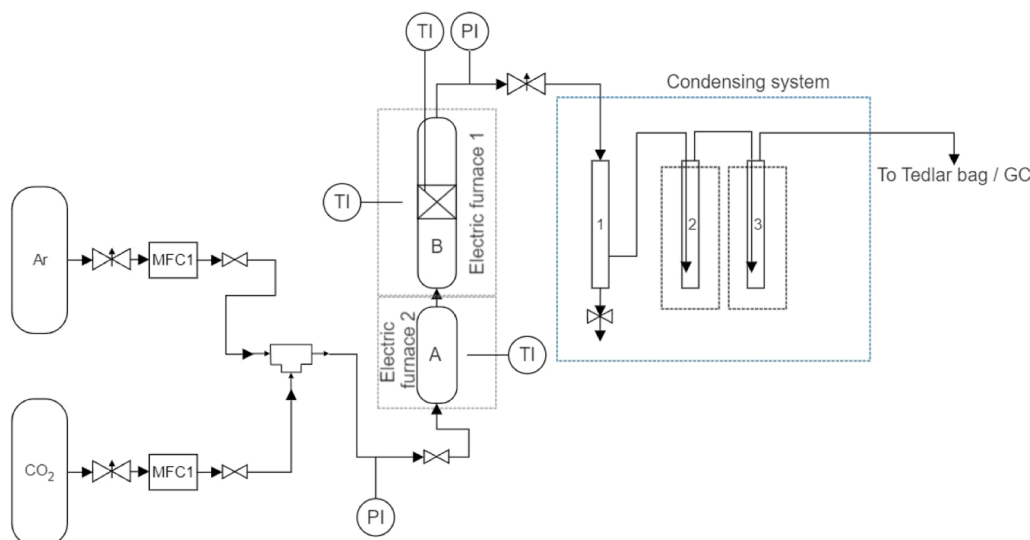 TI
PI
Condensing system
Electric furnace 1
To Tedlar bag / GC
TI
1
2
3
B
Ar
MFC1
Electric
furnace 2
A
TI
CO₂
MFC1
PI